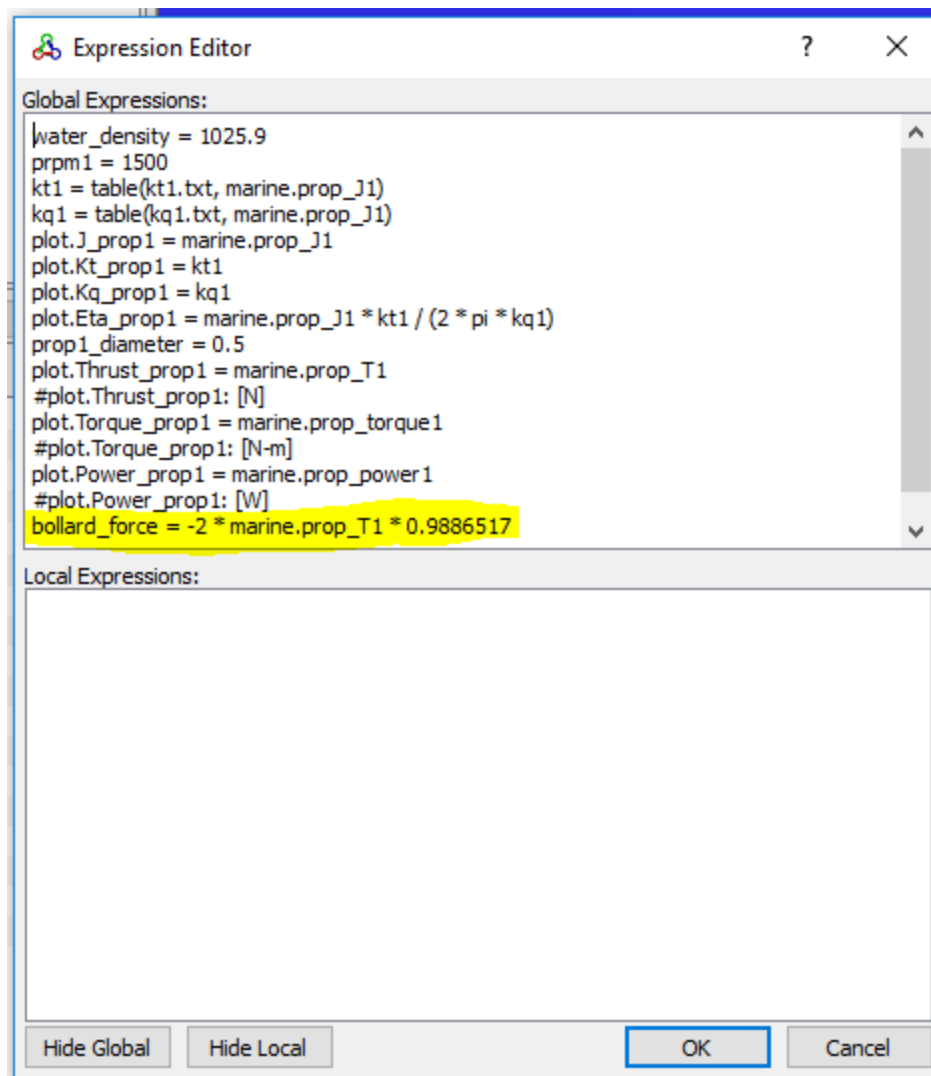 Expression Editor
?
Global Expressions:
water_density = 1025.9
prpm1 = 1500
kt1 = table(kt1.txt, marine.prop_J1)
kq1 = table(kq1.txt, marine.prop_J1)
plot.J_prop1 = marine.prop_J1
plot.Kt_prop1 = kt1
plot.Kq_prop1 = kq1
plot.Eta_prop1 = marine.prop_J1 * kt1 / (2 * pi * kq1)
prop1_diameter = 0.5
plot.Thrust_prop1 = marine.prop_T1
#plot.Thrust_prop1: [N]
plot.Torque_prop1 = marine.prop_torque1
#plot.Torque_prop1: [N-m]
plot.Power_prop1 = marine.prop_power1
#plot.Power_prop1: [W]
bollard_force = -2 * marine.prop_T1 * 0.9886517
Local Expressions:
Hide Global
Hide Local
OK
Cancel